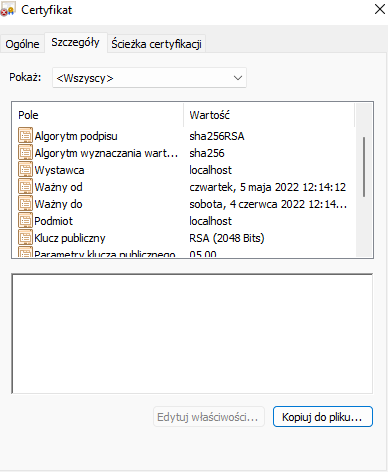 Certyfikat
Ogólne Szczegóły Ścieżka certyfikacji
Pokaż: <Wszyscy>
Pole Wartość
Algorytm podpisu sha256RSA
Algorytm wyznaczania wart... sha256
Wystawca localhost
Ważny od czwartek, 5 maja 2022 12:14:12
Ważny do sobota, 4 czerwca 2022 12:14...
Podmiot localhost
Klucz publiczny RSA (2048 Bits)
Parametry klucza publicznego 05 00
Edytuj właściwości...
Kopiuj do pliku...